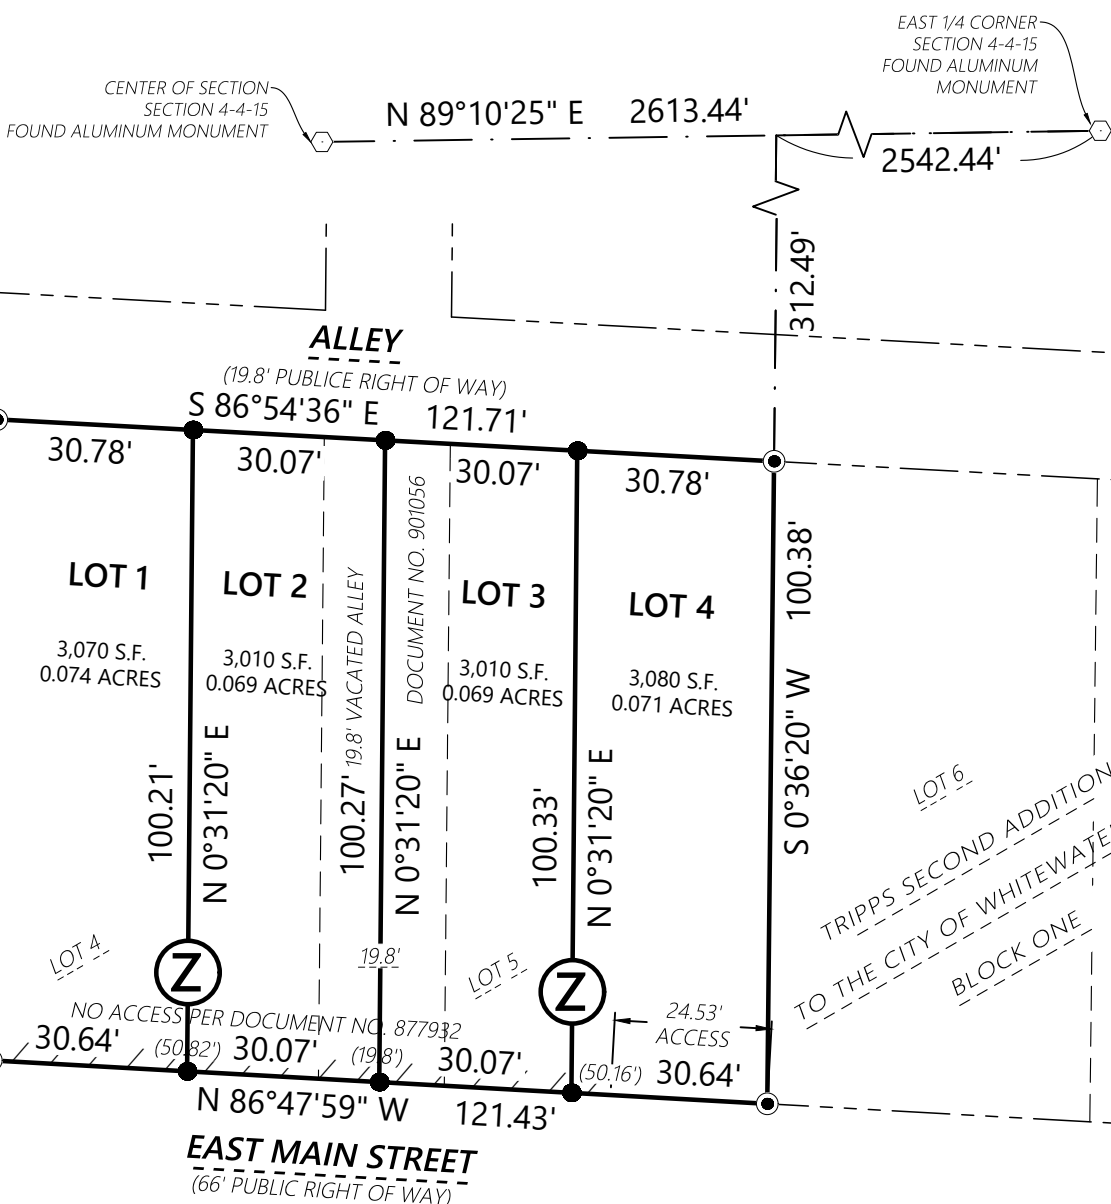 EAST 1/4 CORNER
SECTION 4-4-15
FOUND ALUMINUM
MONUMENT
CENTER OF SECTION
SECTION 4-4-15
FOUND ALUMINUM MONUMENT
N 89°10'25" E 2613.44'
2542.44'
312.49'
ALLEY
(19.8' PUBLICE RIGHT OF WAY)
S 86°54'36" E 121.71'
30.78'
30.07'
30.07'
30.78'
LOT 1
3,070 S.F.
0.074 ACRES
LOT 2
3,010 S.F.
0.069 ACRES
LOT 3
3,010 S.F.
0.069 ACRES
LOT 4
3,080 S.F.
0.071 ACRES
19.8' VACATED ALLEY
DOCUMENT NO. 901056
100.21'
N 0°31'20" E
100.27'
N 0°31'20" E
100.33'
N 0°31'20" E
S 0°36'20" W 100.38'
LOT 6
TRIPPS SECOND ADDITION
TO THE CITY OF WHITEWATE
BLOCK ONE
LOT 4
Z
19.8'
LOT 5
Z
NO ACCESS PER DOCUMENT NO. 877932
24.53'
ACCESS
30.64'
(50.82')
30.07'
(19.8')
30.07'
(50.16')
30.64'
N 86°47'59" W 121.43'
EAST MAIN STREET
(66' PUBLIC RIGHT OF WAY)